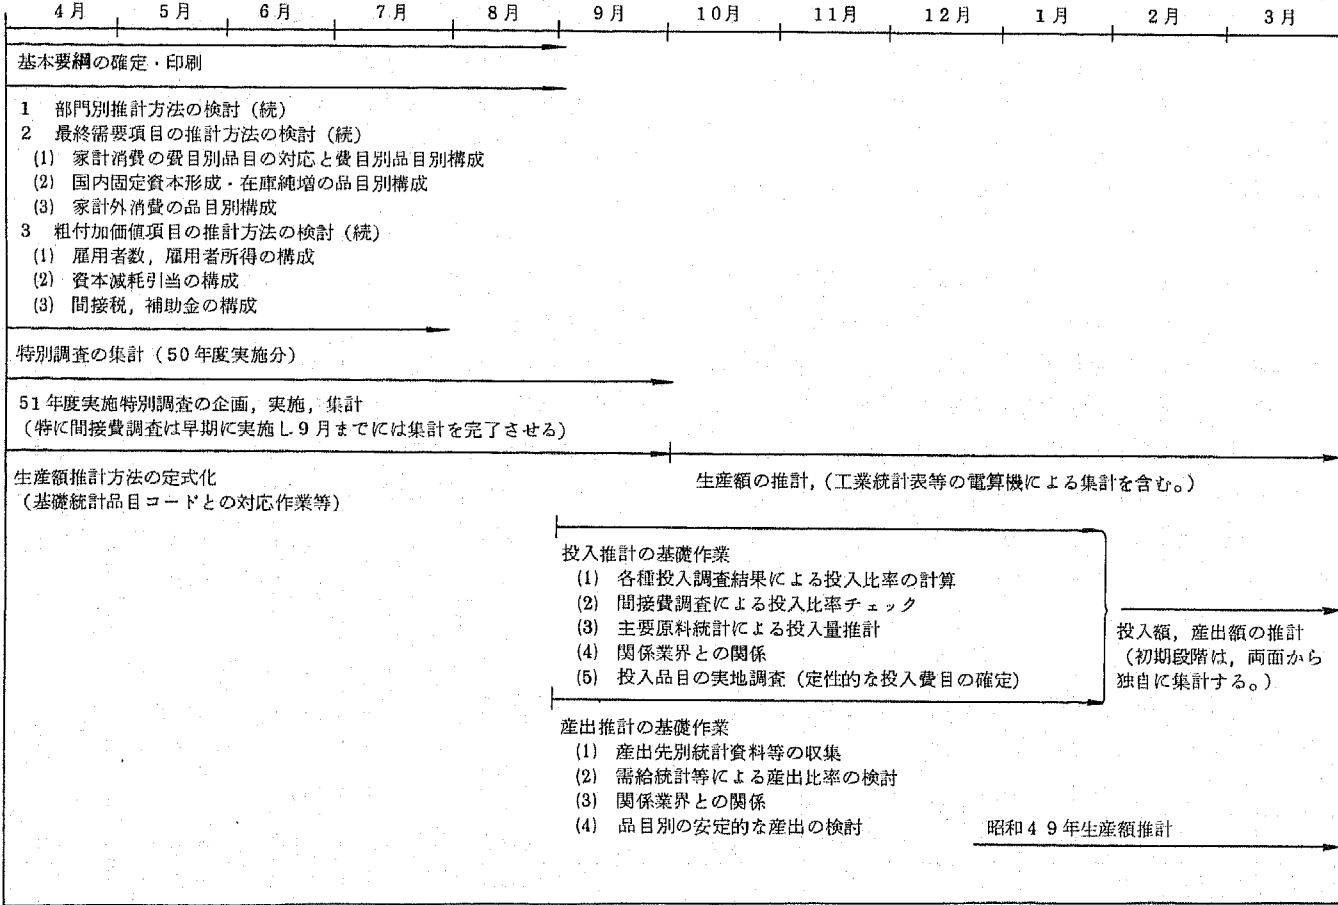 4月 5月 6月 7月 8月 9月 10月 11月 12月 1月 2月 3月
基本要綱の確定・印刷
1 部門別推計方法の検討(続)
2 最終需要項目の推計方法の検討(続)
(1) 家計消費の費目別品目の対応と費目別品目別構成
(2) 国内固定資本形成・在庫純増の品目別構成
(3) 家計外消費の品目別構成
3 粗付加価値項目の推計方法の検討(続)
(1) 雇用者数,雇用者所得の構成
(2) 資本減耗引当の構成
(3) 間接税,補助金の構成
特別調査の集計(50年度実施分)
51年度実施特別調査の企画,実施,集計
(特に間接費調査は早期に実施し9月までには集計を完了させる)
生産額推計方法の定式化
(基礎統計品目コードとの対応作業等)
生産額の推計,(工業統計表等の電算機による集計を含む。)
投入推計の基礎作業
(1) 各種投入調査結果による投入比率の計算
(2) 間接費調査による投入比率チェック
(3) 主要原料統計による投入量推計
(4) 関係業界との関係
(5) 投入品目の実地調査(定性的な投入費目の確定)
投入額,産出額の推計
(初期段階は,両面から
独自に集計する。)
産出推計の基礎作業
(1) 産出先別統計資料等の収集
(2) 需給統計等による産出比率の検討
(3) 関係業界との関係
(4) 品目別の安定的な産出の検討
昭和49年生産額推計